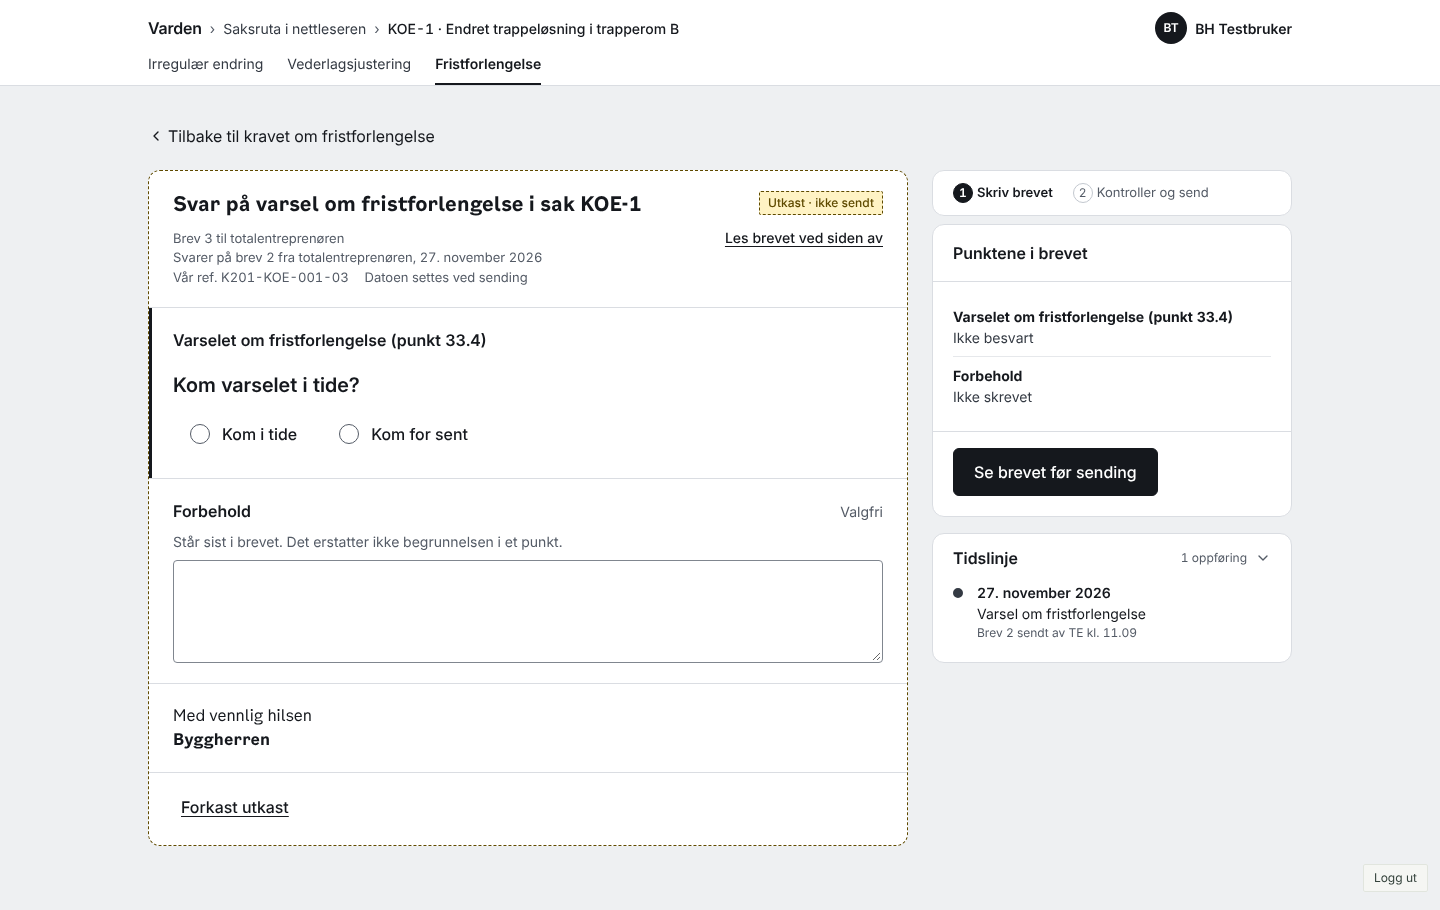 Varden › Saksruta i nettleseren › KOE-1 · Endret trappeløsning i trapperom B
BT BH Testbruker
Irregulær endring Vederlagsjustering Fristforlengelse
Tilbake til kravet om fristforlengelse
Svar på varsel om fristforlengelse i sak KOE-1
Utkast · ikke sendt
Brev 3 til totalentreprenøren
Les brevet ved siden av
Svarer på brev 2 fra totalentreprenøren, 27. november 2026
Vår ref. K201-KOE-001-03 Datoen settes ved sending
Varselet om fristforlengelse (punkt 33.4)
Kom varselet i tide?
Kom i tide Kom for sent
Forbehold
Valgfri
Står sist i brevet. Det erstatter ikke begrunnelsen i et punkt.
Med vennlig hilsen
Byggherren
Forkast utkast
1 Skriv brevet 2 Kontroller og send
Punktene i brevet
Varselet om fristforlengelse (punkt 33.4)
Ikke besvart
Forbehold
Ikke skrevet
Se brevet før sending
Tidslinje 1 oppføring
27. november 2026
Varsel om fristforlengelse
Brev 2 sendt av TE kl. 11.09
Logg ut